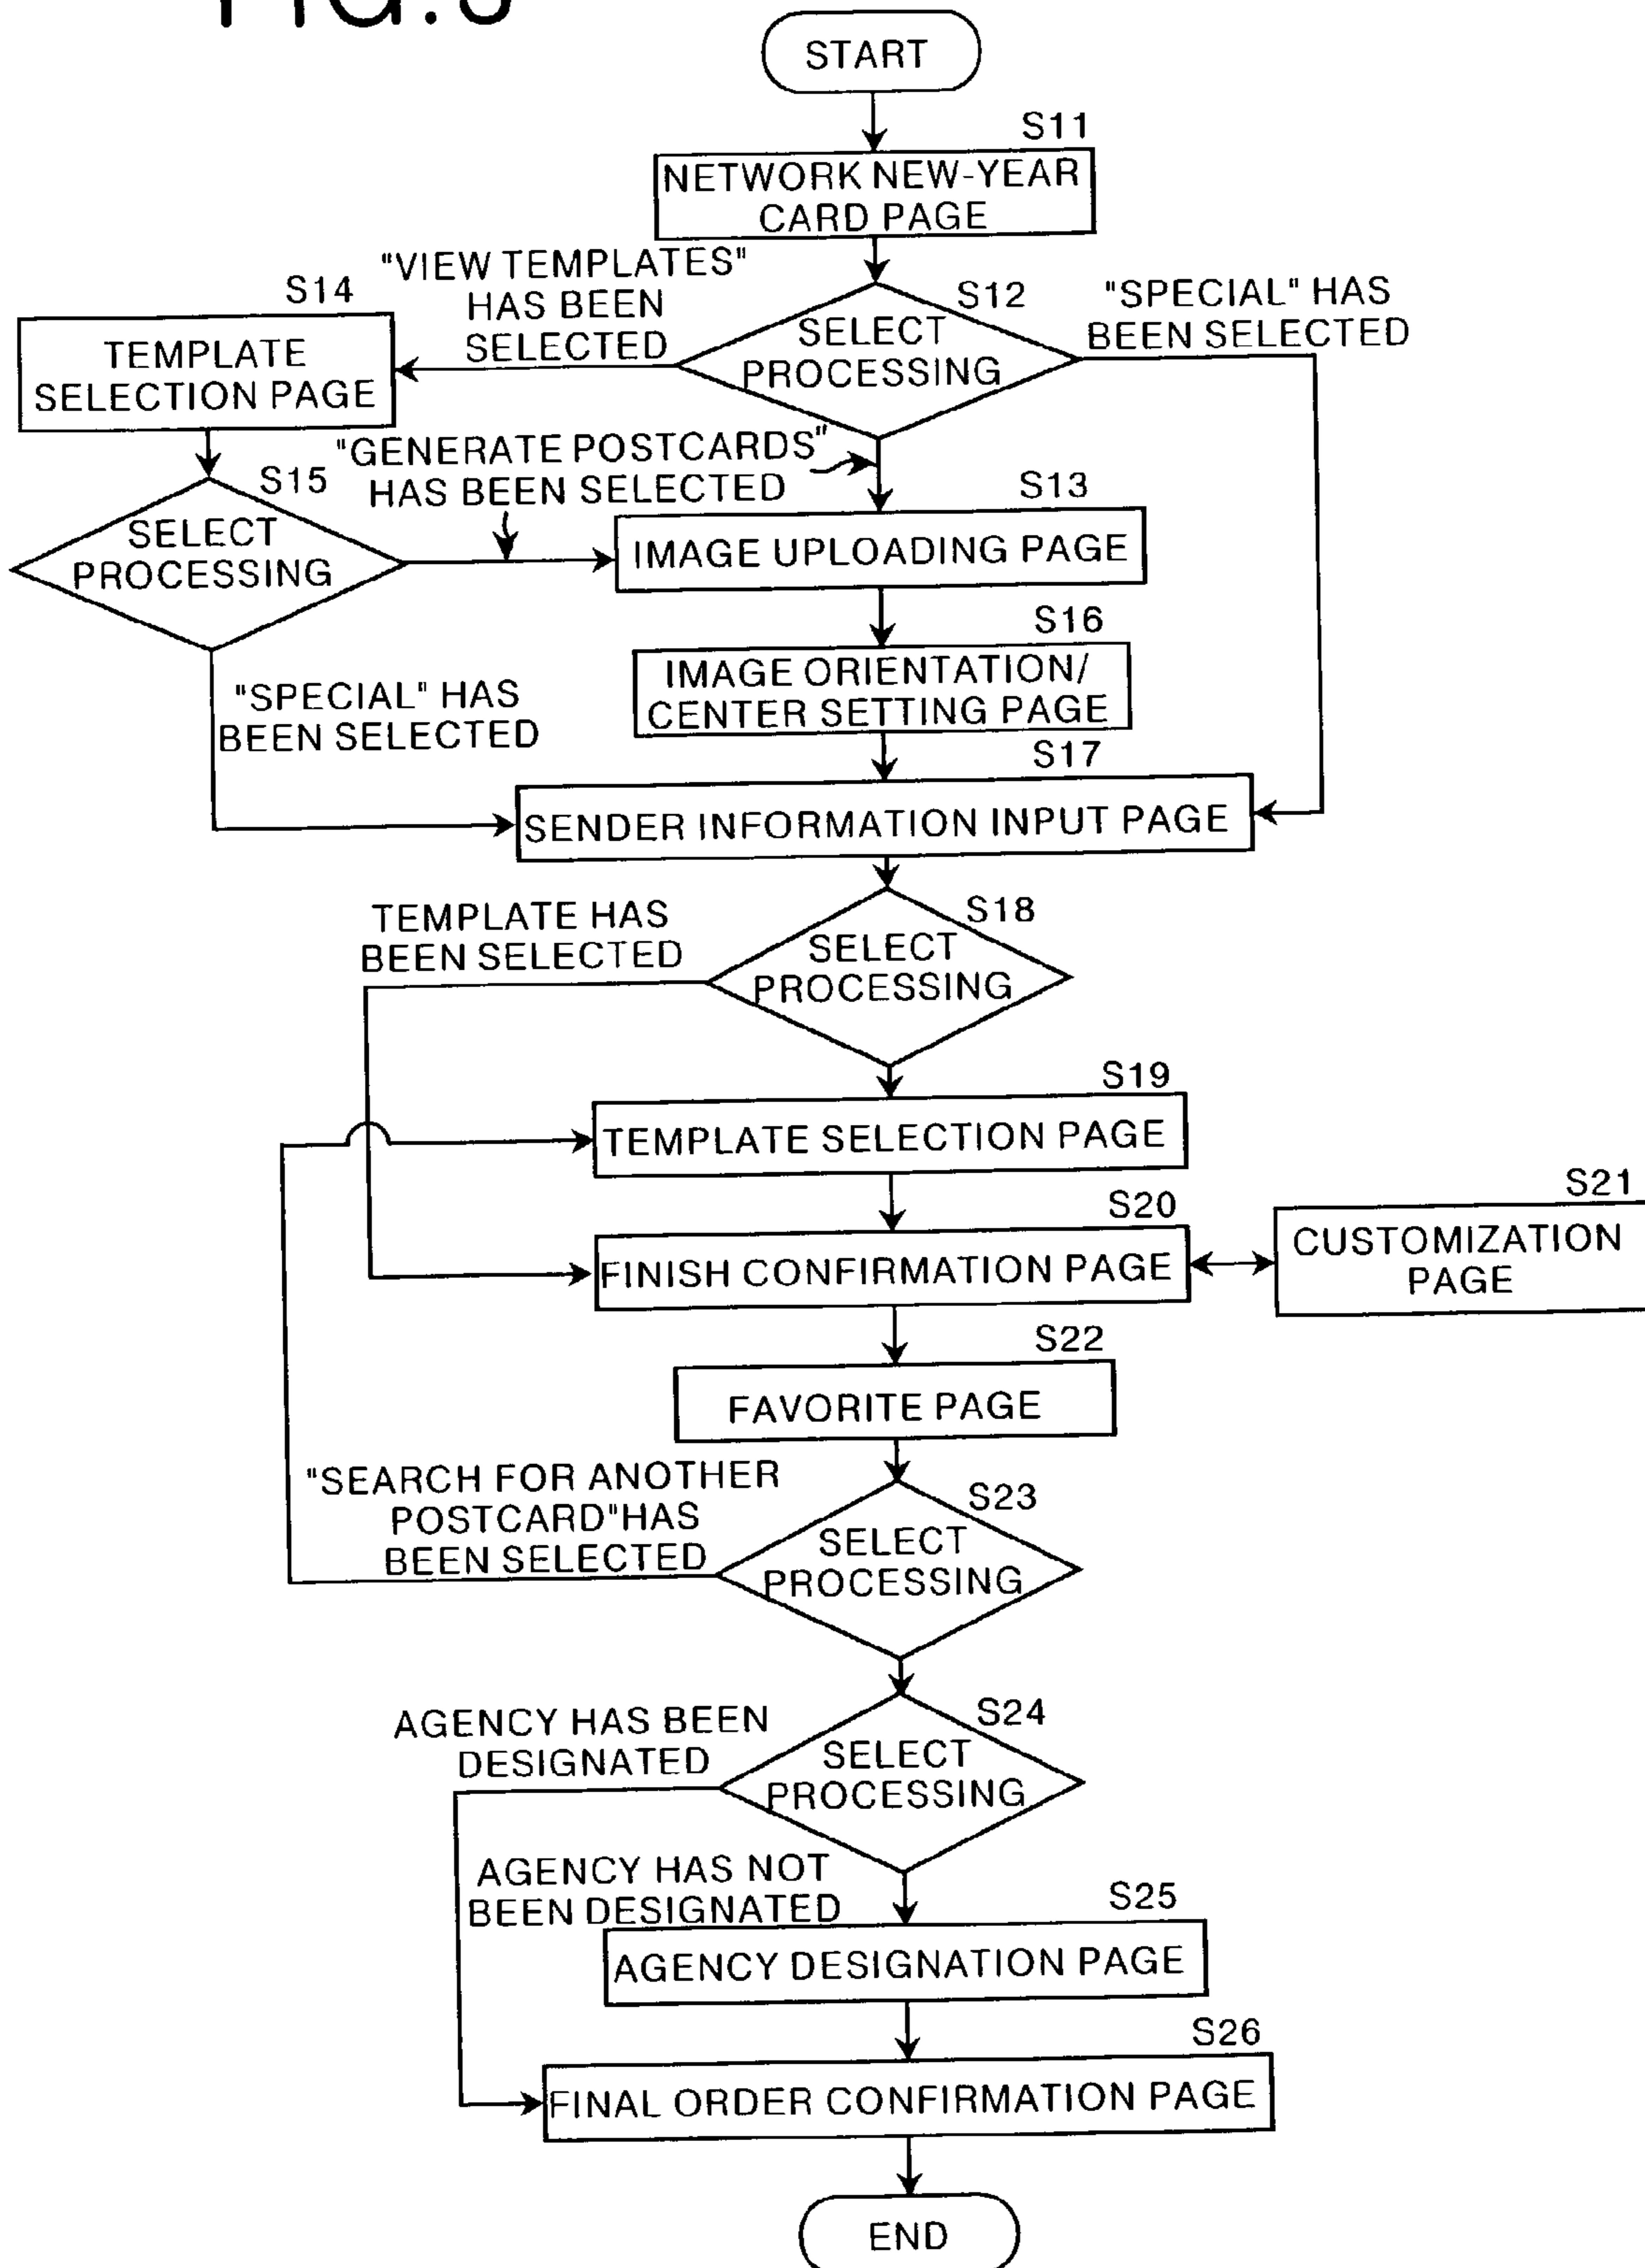 START
S11
NETWORK NEW-YEAR
CARD PAGE
"VIEW TEMPLATES"
HAS BEEN
SELECTED
S12
SELECT
PROCESSING
"SPECIAL" HAS
BEEN SELECTED
S14
TEMPLATE
SELECTION PAGE
"GENERATE POSTCARDS"
HAS BEEN SELECTED
S15
SELECT
PROCESSING
S13
IMAGE UPLOADING PAGE
S16
IMAGE ORIENTATION/
CENTER SETTING PAGE
"SPECIAL" HAS
BEEN SELECTED
S17
SENDER INFORMATION INPUT PAGE
TEMPLATE HAS
BEEN SELECTED
S18
SELECT
PROCESSING
S19
TEMPLATE SELECTION PAGE
S20
FINISH CONFIRMATION PAGE
S21
CUSTOMIZATION
PAGE
S22
FAVORITE PAGE
"SEARCH FOR ANOTHER
POSTCARD"HAS
BEEN SELECTED
S23
SELECT
PROCESSING
AGENCY HAS BEEN
DESIGNATED
S24
SELECT
PROCESSING
AGENCY HAS NOT
BEEN DESIGNATED
S25
AGENCY DESIGNATION PAGE
S26
FINAL ORDER CONFIRMATION PAGE
END